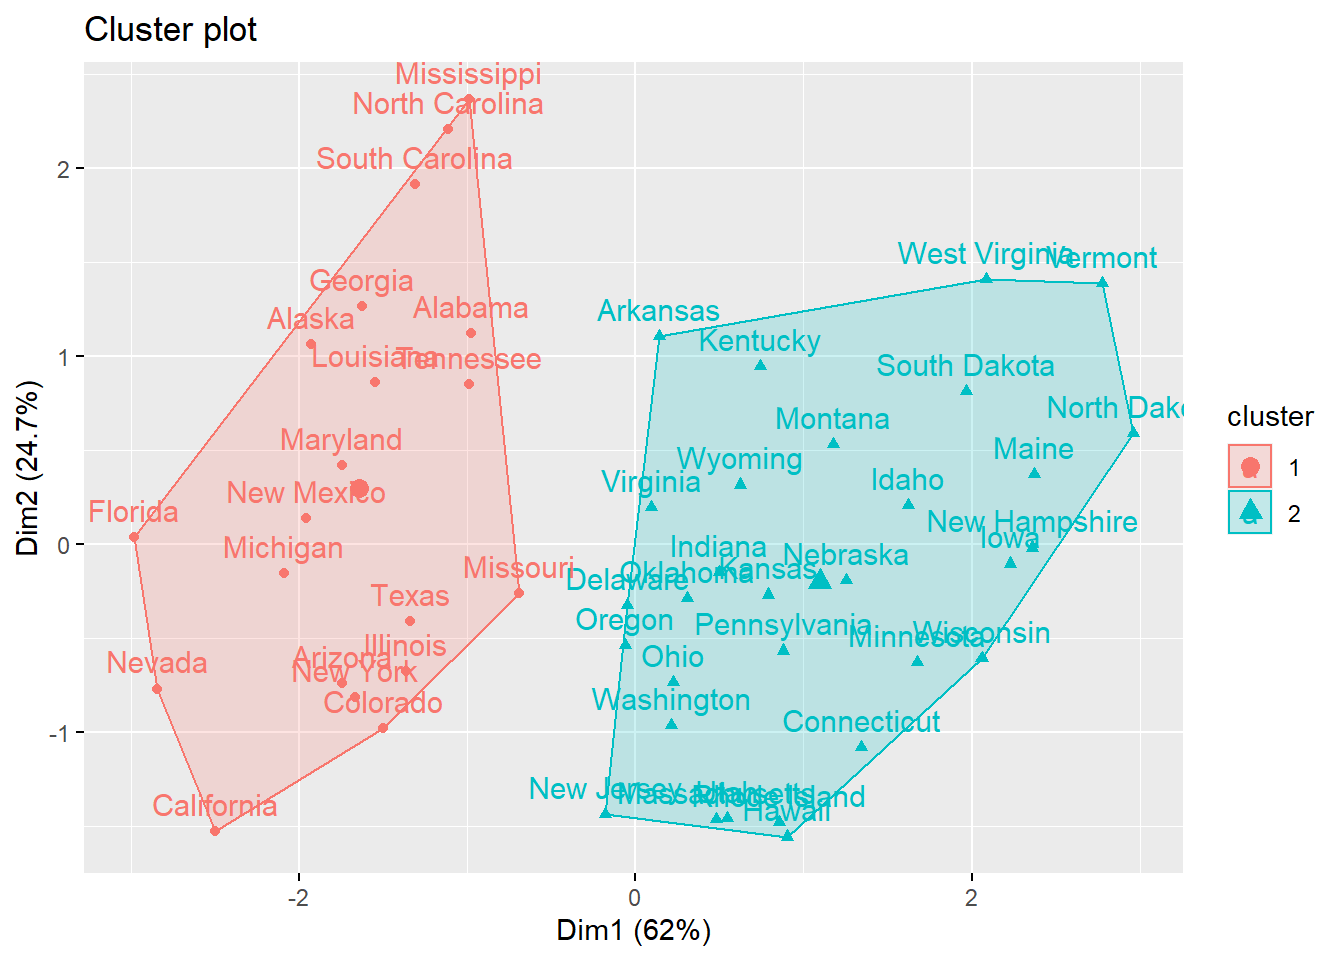 Cluster plot
Mississippi
North Carolina
South Carolina
West Virginia
Vermont
Georgia
Alabama
Arkansas
Alaska
Kentucky
Louisiana
Tennessee
South Dakota
North Dako
Montana
Maryland
Maine
Wyoming
Idaho
Virginia
New Mexico
Florida
New Hampshire
Iowa
Michigan
Indiana
Nebraska
Missouri
Kansas
Oklahoma
Delaware
Texas
Oregon
Pennsylvania
Wisconsin
Minnesota
Illinois
Arizona
Ohio
Nevada
New York
Washington
Colorado
Connecticut
New Jersey
Utah
Massachusetts
Rhode Island
California
Hawaii
2
1
0
-1
-2
0
2
Dim1 (62%)
Dim2 (24.7%)
cluster
1
2